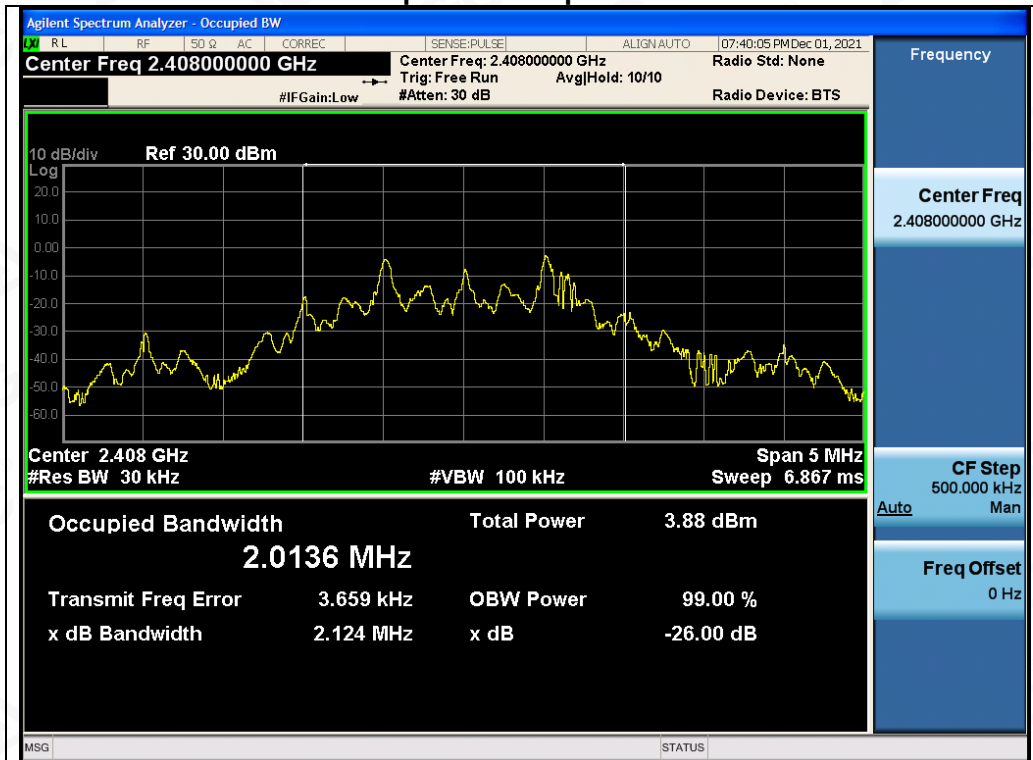 Agilent Spectrum Analyzer - Occupied BW
LXI RL RF 50 Ω AC CORREC SENSE:PULSE ALIGN AUTO 07:40:05 PM Dec 01, 2021
Center Freq 2.408000000 GHz
Center Freq: 2.408000000 GHz
Radio Std: None
Trig: Free Run Avg|Hold: 10/10
#IFGain:Low
#Atten: 30 dB
Radio Device: BTS
10 dB/div Ref 30.00 dBm
Log
20.0
10.0
0.00
-10.0
-20.0
-30.0
-40.0
-50.0
-60.0
Center 2.408 GHz
Span 5 MHz
#Res BW 30 kHz
#VBW 100 kHz
Sweep 6.867 ms
Occupied Bandwidth
2.0136 MHz
Total Power 3.88 dBm
Transmit Freq Error 3.659 kHz
OBW Power 99.00 %
x dB Bandwidth 2.124 MHz
x dB -26.00 dB
Frequency
Center Freq
2.408000000 GHz
CF Step
500.000 kHz
Auto Man
Freq Offset
0 Hz
MSG
STATUS